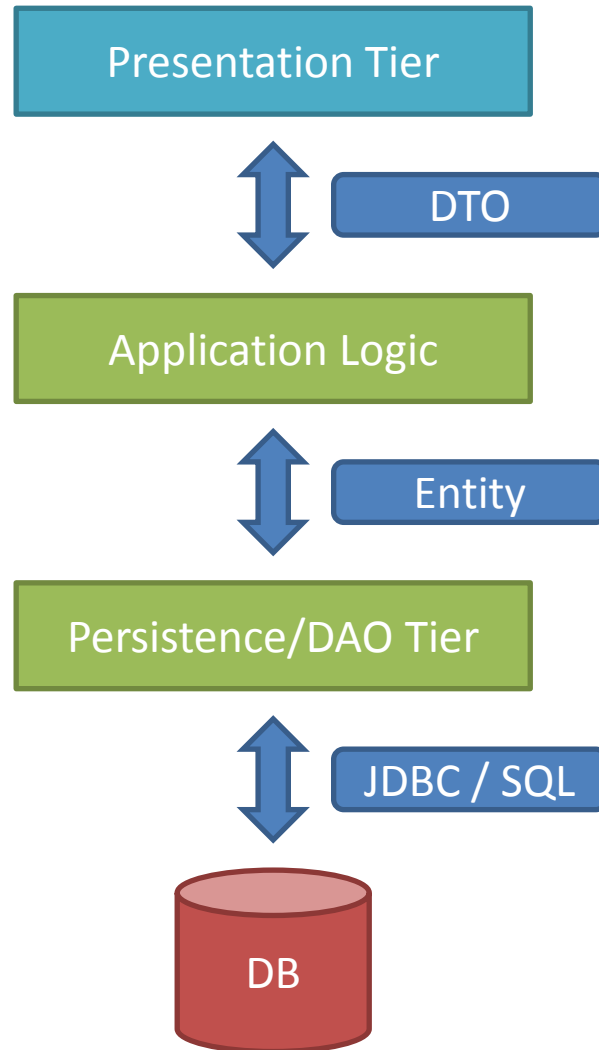 Presentation Tier
DTO
Application Logic
Entity
Persistence/DAO Tier
JDBC / SQL
DB